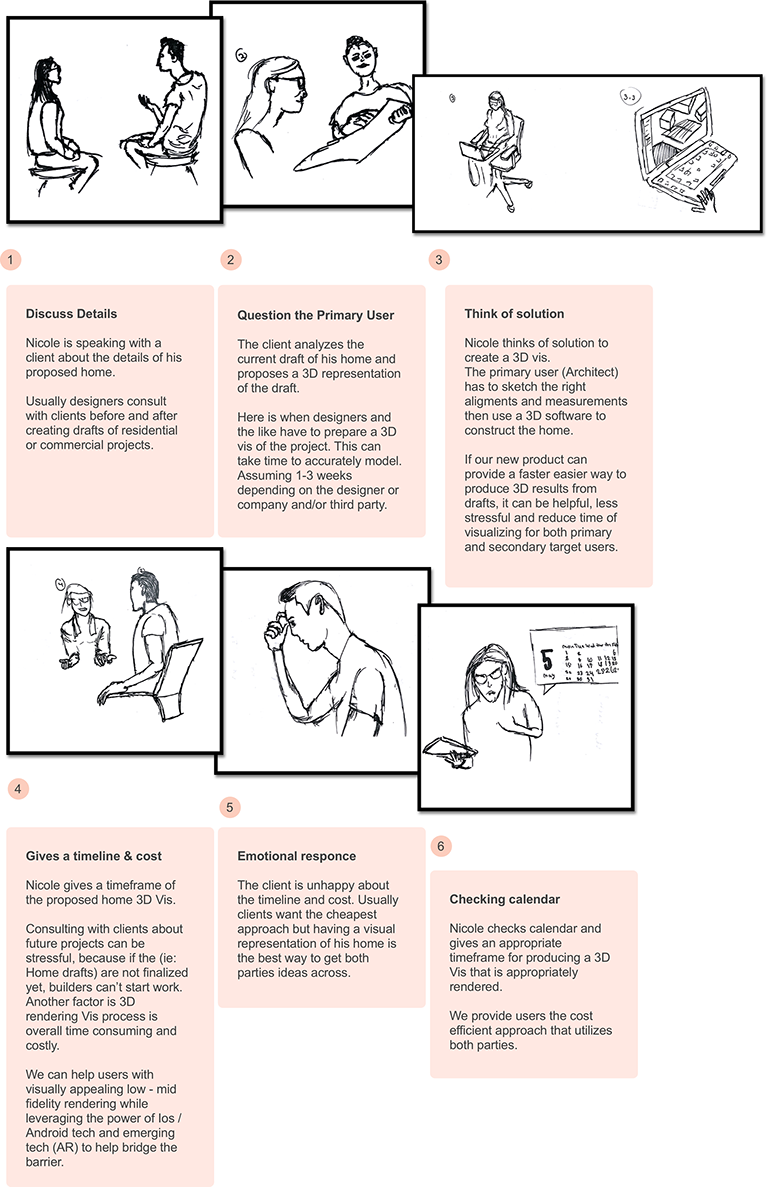 2
3
3.3
1
2
3
Discuss Details
Nicole is speaking with a
client about the details of his
proposed home.
Usually designers consult
with clients before and after
creating drafts of residential
or commercial projects.
Question the Primary User
The client analyzes the
current draft of his home and
proposes a 3D representation
of the draft.
Here is when designers and
the like have to prepare a 3D
vis of the project. This can
take time to accurately model.
Assuming 1-3 weeks
depending on the designer or
company and/or third party.
Think of solution
Nicole thinks of solution to
create a 3D vis.
The primary user (Architect)
has to sketch the right
aligments and measurements
then use a 3D software to
construct the home.
If our new product can
provide a faster easier way to
produce 3D results from
drafts, it can be helpful, less
stressful and reduce time of
visualizing for both primary
and secondary target users.
4
5
May
4
5
6
Gives a timeline & cost
Nicole gives a timeframe of
the proposed home 3D Vis.
Consulting with clients about
future projects can be
stressful, because if the (ie:
Home drafts) are not finalized
yet, builders can't start work.
Another factor is 3D
rendering Vis process is
overall time consuming and
costly.
We can help users with
visually appealing low - mid
fidelity rendering while
leveraging the power of Ios /
Android tech and emerging
tech (AR) to help bridge the
barrier.
Emotional responce
The client is unhappy about
the timeline and cost. Usually
clients want the cheapest
approach but having a visual
representation of his home is
the best way to get both
parties ideas across.
Checking calendar
Nicole checks calendar and
gives an appropriate
timeframe for producing a 3D
Vis that is appropriately
rendered.
We provide users the cost
efficient approach that utilizes
both parties.